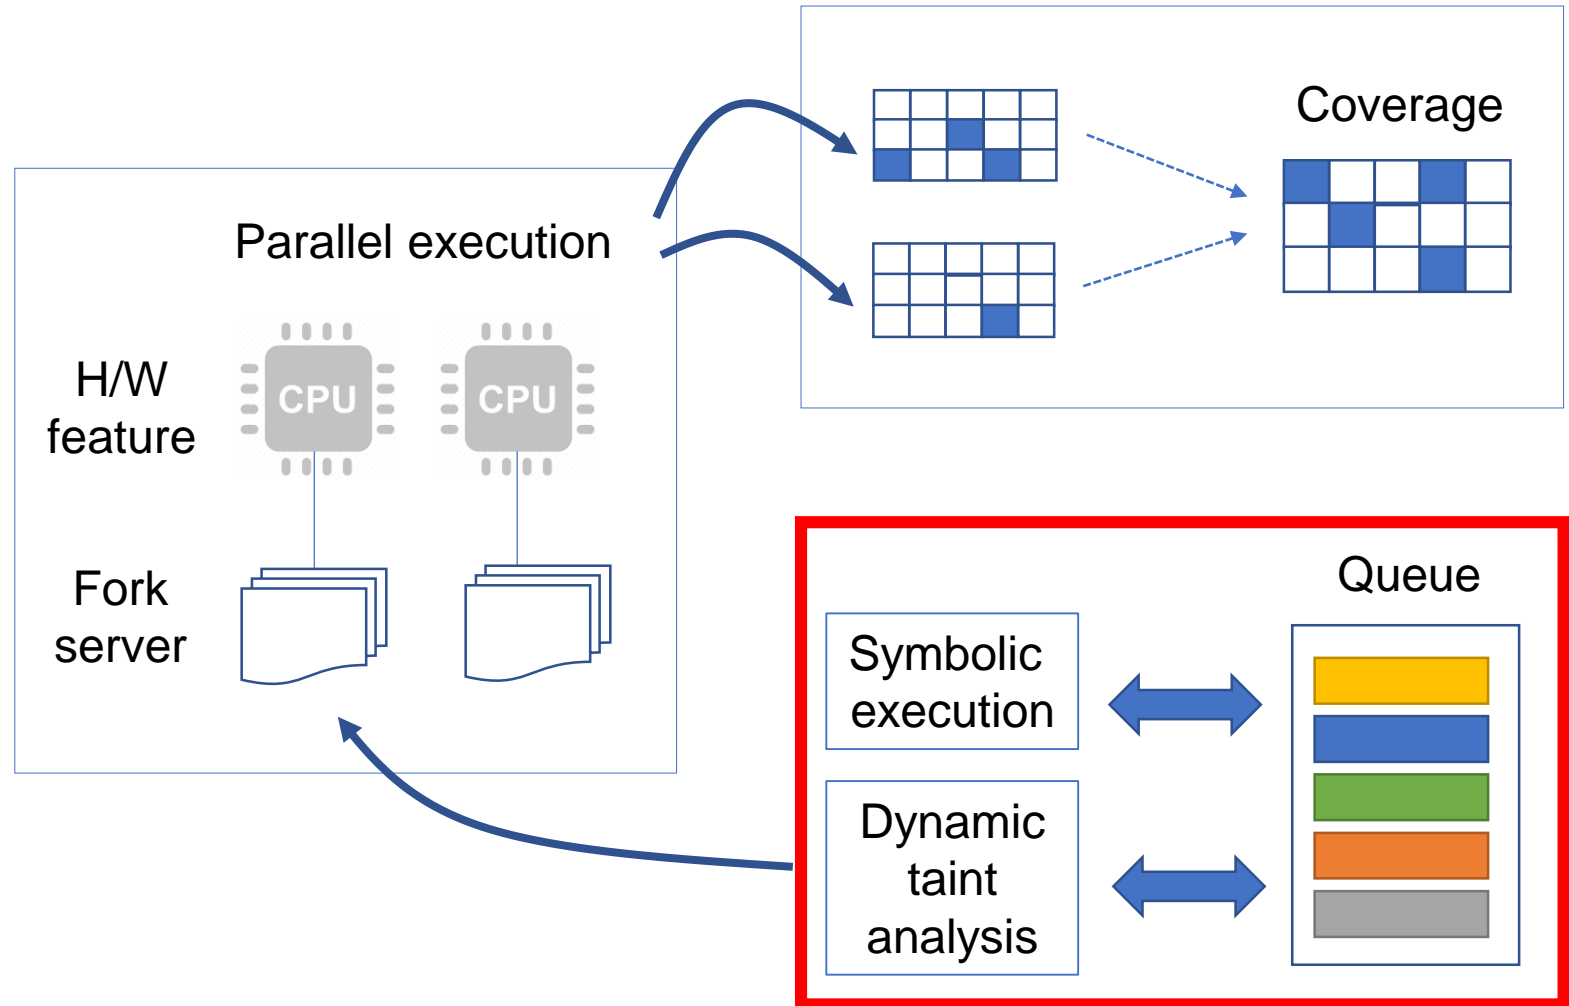 Coverage
Parallel execution
H/W
feature
CPU
CPU
Fork
server
Queue
Symbolic
execution
Dynamic
taint
analysis